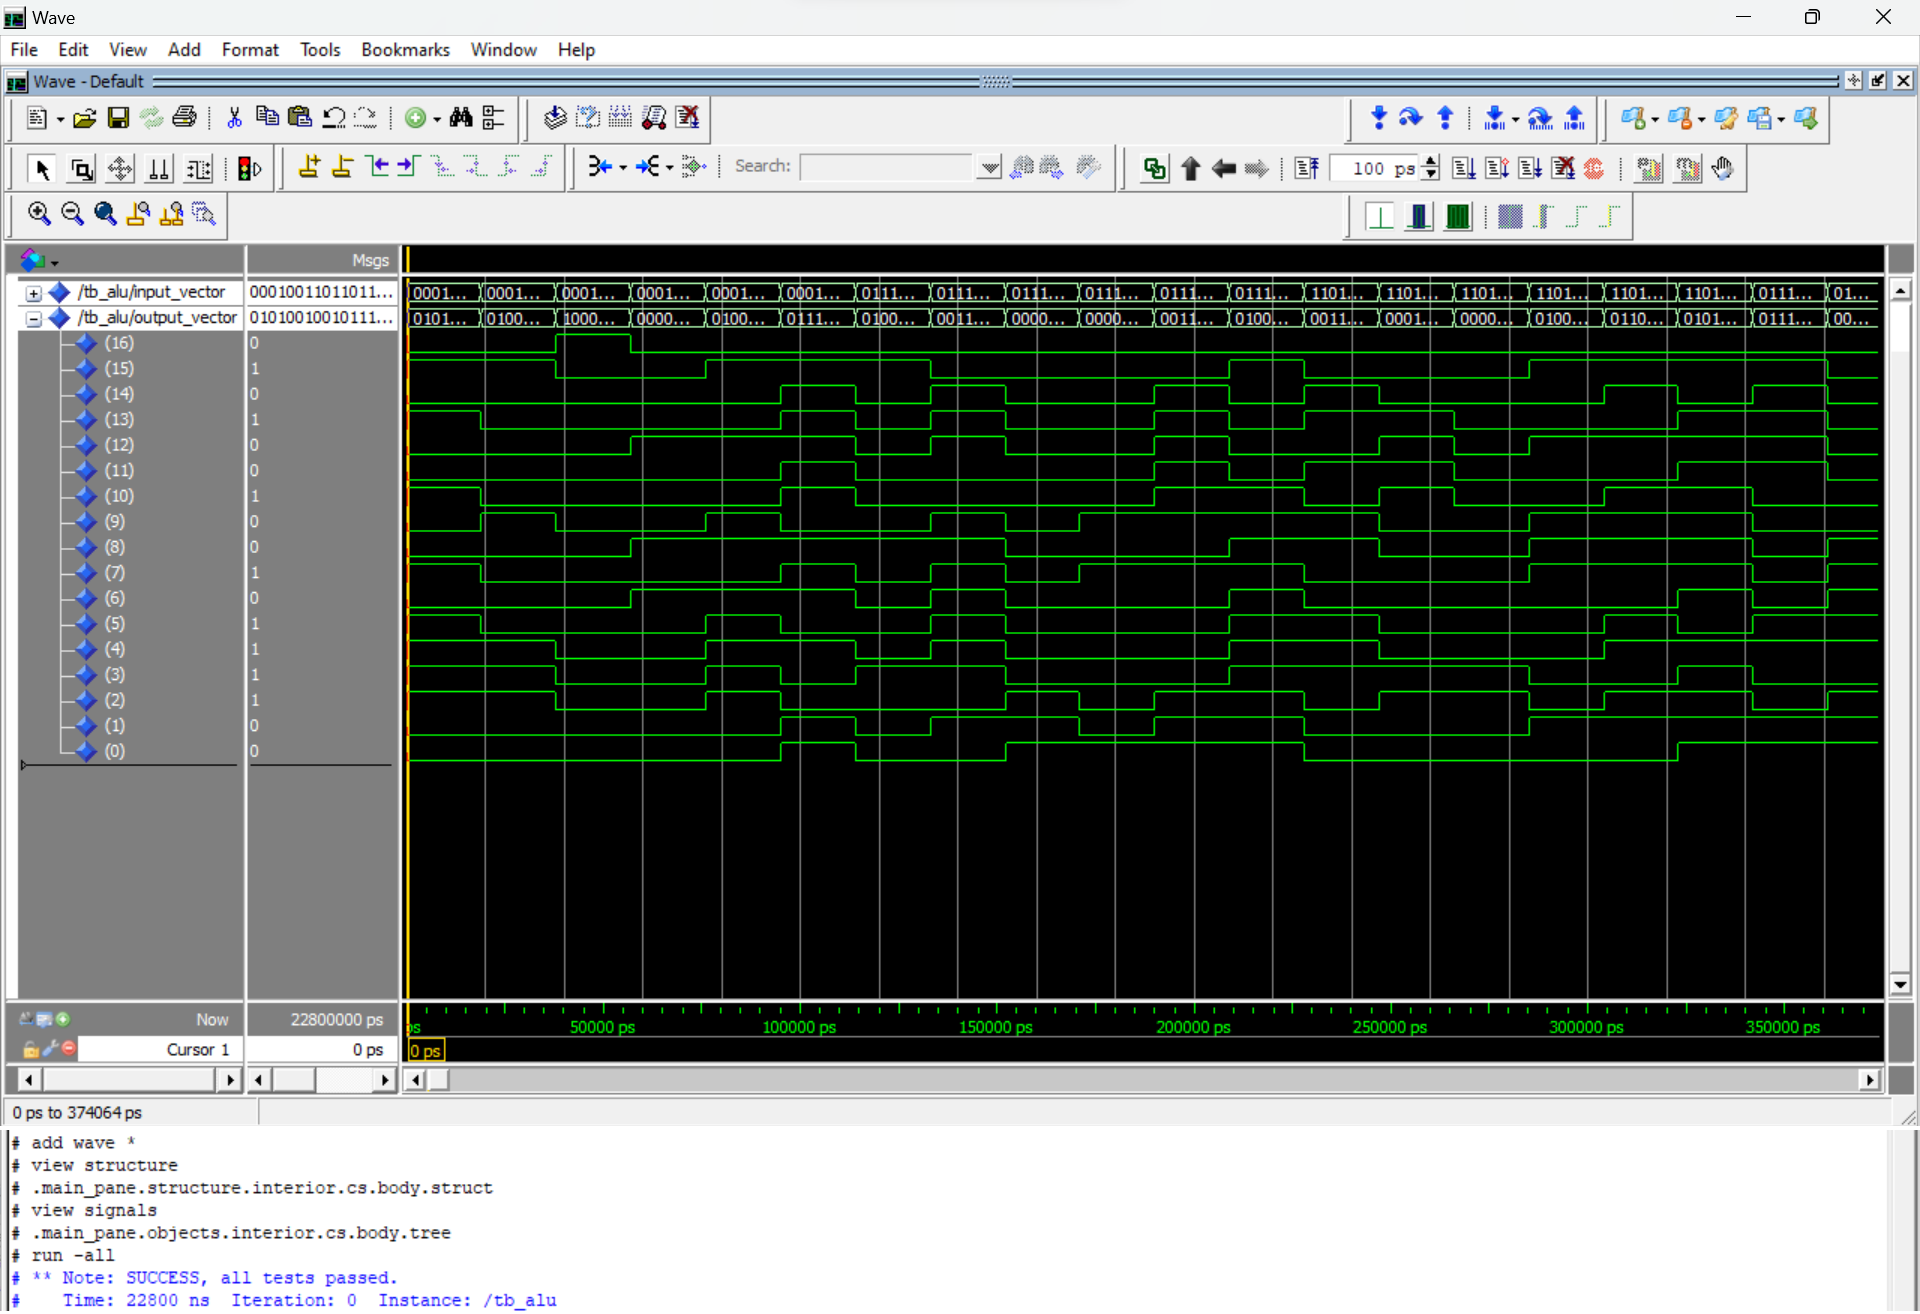 Wave
File Edit View Add Format Tools Bookmarks Window Help
Wave - Default
Search:
100 ps
Msgs
/tb_alu/input_vector 00010011011011... 0001... 0001... 0001... 0001... 0001... 0001... 0111... 0111... 0111... 0111... 0111... 0111... 1101... 1101... 1101... 1101... 1101... 1101... 0111... 01...
/tb_alu/output_vector 01010010010111... 0101... 0100... 1000... 0000... 0100... 0111... 0100... 0011... 0000... 0000... 0011... 0100... 0011... 0001... 0000... 0100... 0110... 0101... 0111... 00...
(16) 0
(15) 1
(14) 0
(13) 1
(12) 0
(11) 0
(10) 1
(9) 0
(8) 0
(7) 1
(6) 0
(5) 1
(4) 1
(3) 1
(2) 1
(1) 0
(0) 0
Now 22800000 ps
ps 50000 ps 100000 ps 150000 ps 200000 ps 250000 ps 300000 ps 350000 ps
Cursor 1 0 ps 0 ps
0 ps to 374064 ps
# add wave *
# view structure
# .main_pane.structure.interior.cs.body.struct
# view signals
# .main_pane.objects.interior.cs.body.tree
# run -all
# ** Note: SUCCESS, all tests passed.
# Time: 22800 ns Iteration: 0 Instance: /tb_alu